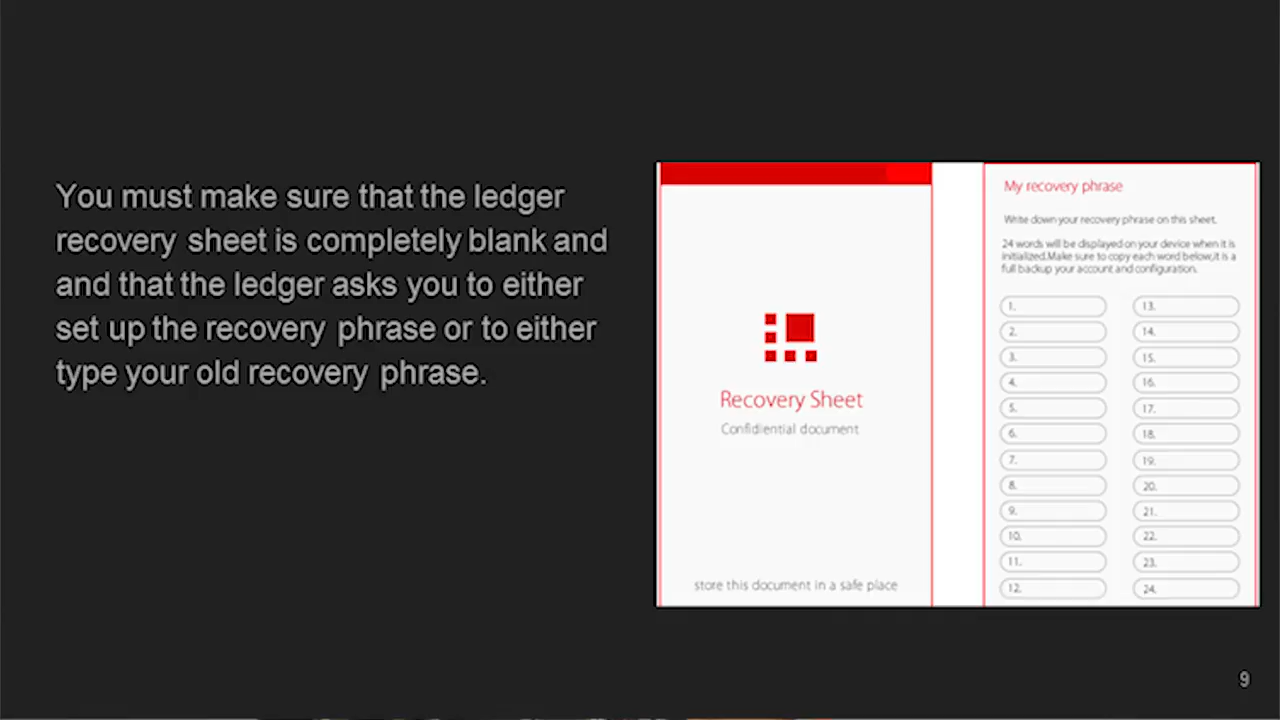 You must make sure that the ledger
recovery sheet is completely blank and
and that the ledger asks you to either
set up the recovery phrase or to either
type your old recovery phrase.
Recovery Sheet
Confidiential document
store this document in a safe place
My recovery phrase
Write down your recovery phrase on this sheet.
24 words will be displayed on your device when it is
initialized.Make sure to copy each word below,it is a
full backup your account and configuration.
1. 13.
2. 14.
3. 15.
4. 16.
5. 17.
6. 18.
7. 19.
8. 20.
9. 21.
10. 22.
11. 23.
12. 24.
9